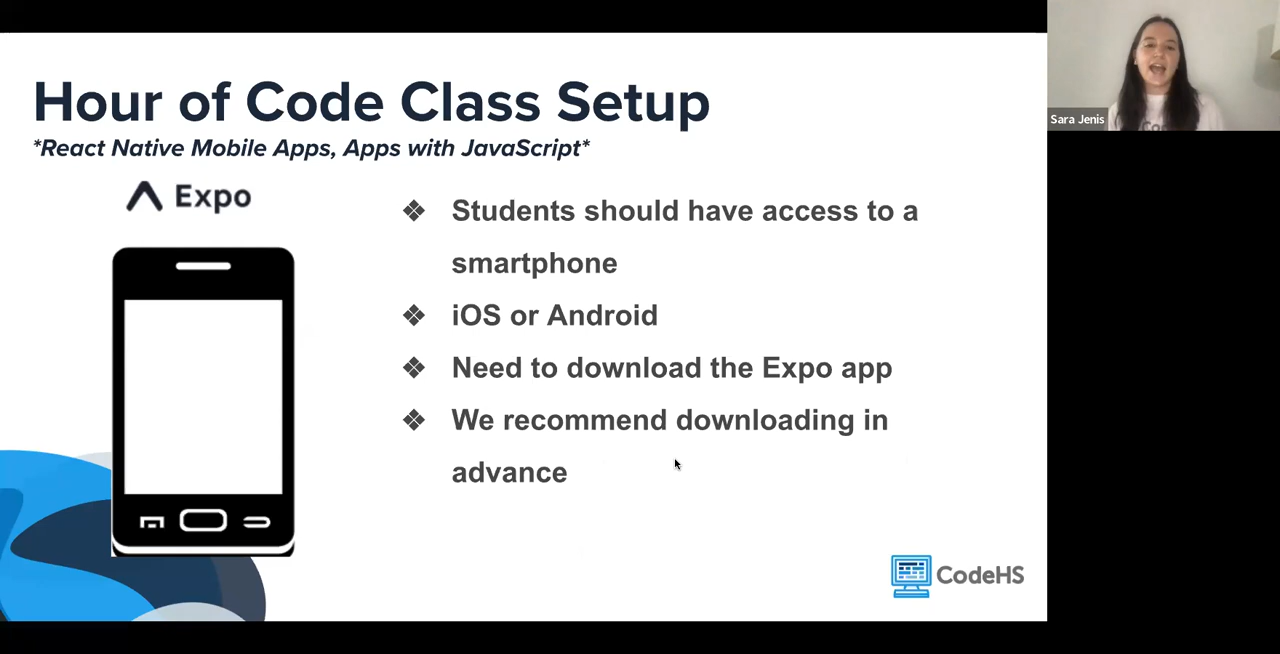 Hour of Code Class Setup
*React Native Mobile Apps, Apps with JavaScript*
Expo
❖ Students should have access to a
smartphone
❖ iOS or Android
❖ Need to download the Expo app
❖ We recommend downloading in
advance
CodeHS
Sara Jenis